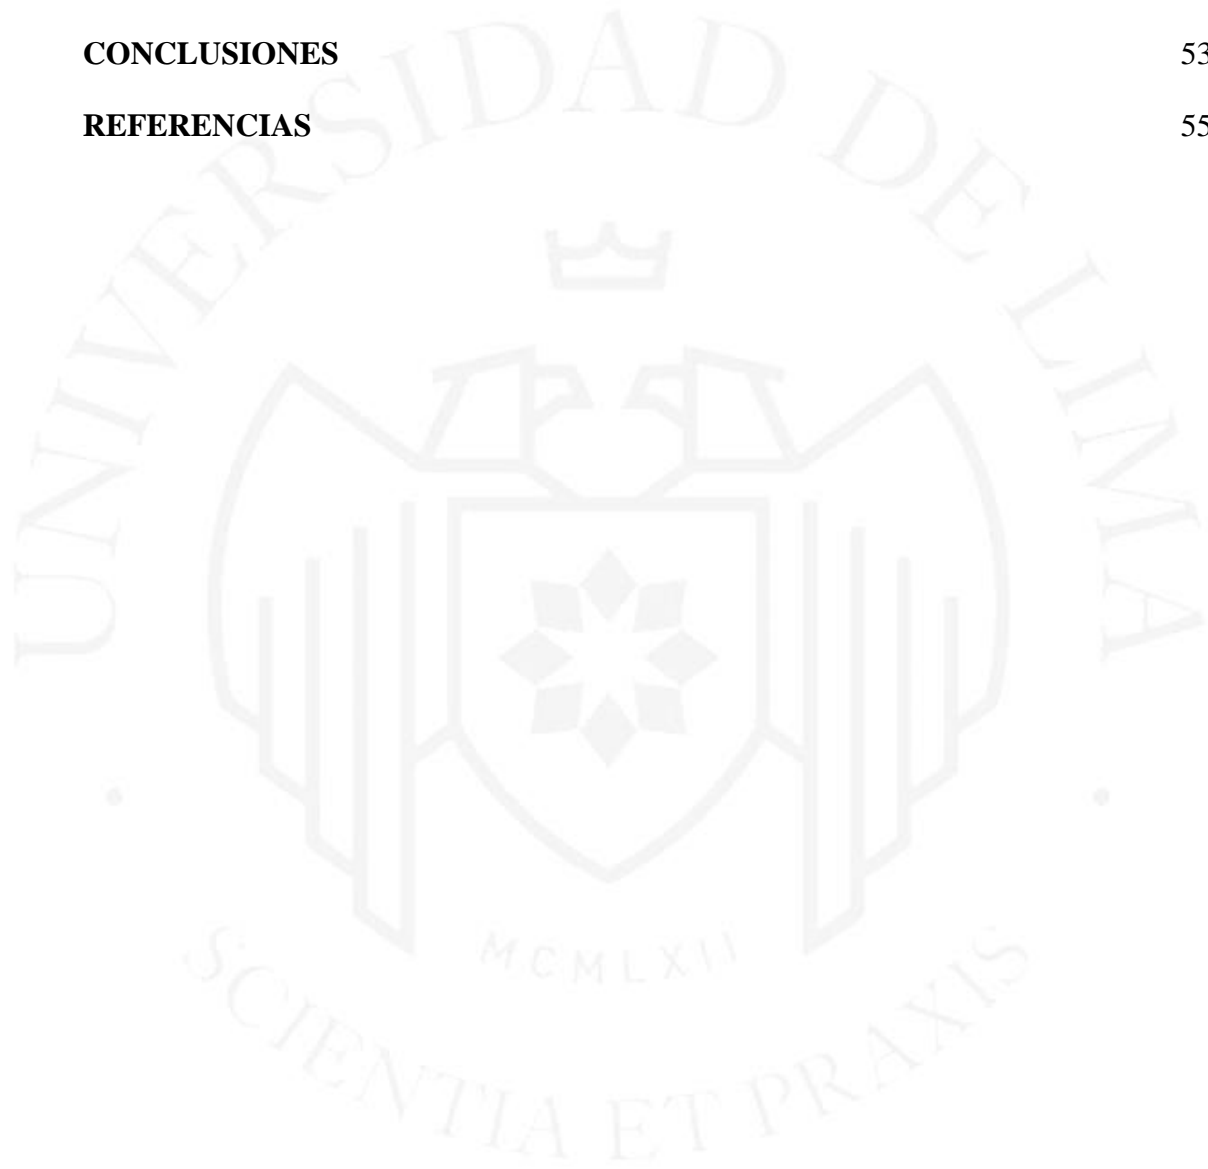 CONCLUSIONES 53
REFERENCIAS 55
UNIVERSIDAD DE LIMA
MCMLXII
SCIENTIA ET PRAXIS